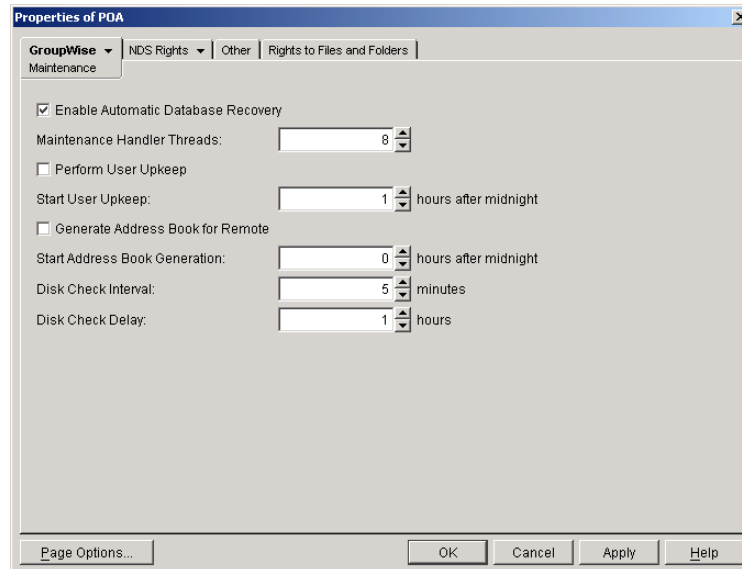 Properties of POA
GroupWise NDS Rights Other Rights to Files and Folders
Maintenance
Enable Automatic Database Recovery
Maintenance Handler Threads: 8
Perform User Upkeep
Start User Upkeep: 1 hours after midnight
Generate Address Book for Remote
Start Address Book Generation: 0 hours after midnight
Disk Check Interval: 5 minutes
Disk Check Delay: 1 hours
Page Options... OK Cancel Apply Help